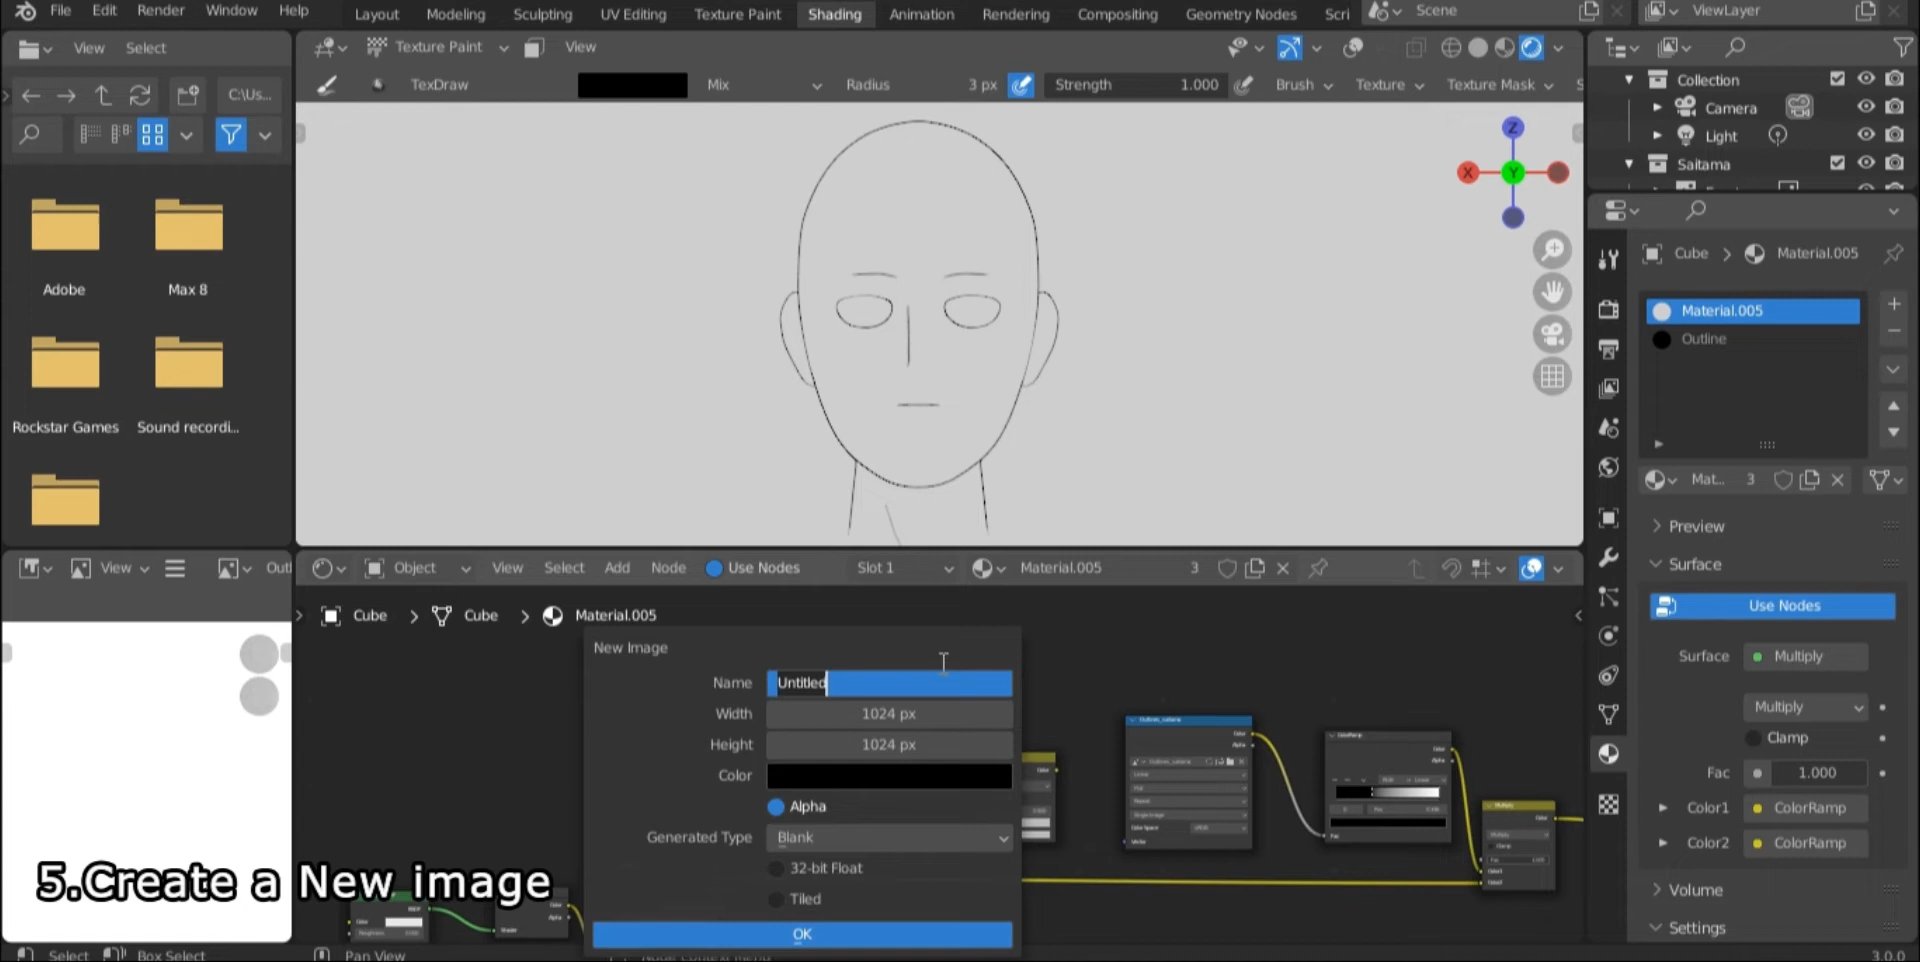 File Edit Render Window Help
Layout Modeling Sculpting UV Editing Texture Paint Shading Animation Rendering Compositing Geometry Nodes Scri
Scene
ViewLayer
View Select
Texture Paint View
TexDraw Mix Radius 3 px Strength 1.000 Brush Texture Texture Mask S
C:\Us...
Adobe
Max 8
Rockstar Games
Sound recordi...
X Y Z
Collection
Camera
Light
Saitama
Cube > Material.005
Material.005
Outline
Mat... 3
Preview
Surface
Use Nodes
Surface Multiply
Multiply
Clamp
Fac 1.000
Color1 ColorRamp
Color2 ColorRamp
Volume
Settings
View Outl
Object View Select Add Node Use Nodes Slot 1 Material.005 3
Cube > Cube > Material.005
New Image
Name Untitled
Width 1024 px
Height 1024 px
Color
Alpha
Generated Type Blank
32-bit Float
Tiled
OK
5.Create a New image
Select Box Select Pan View Node Context Menu
3.0.0